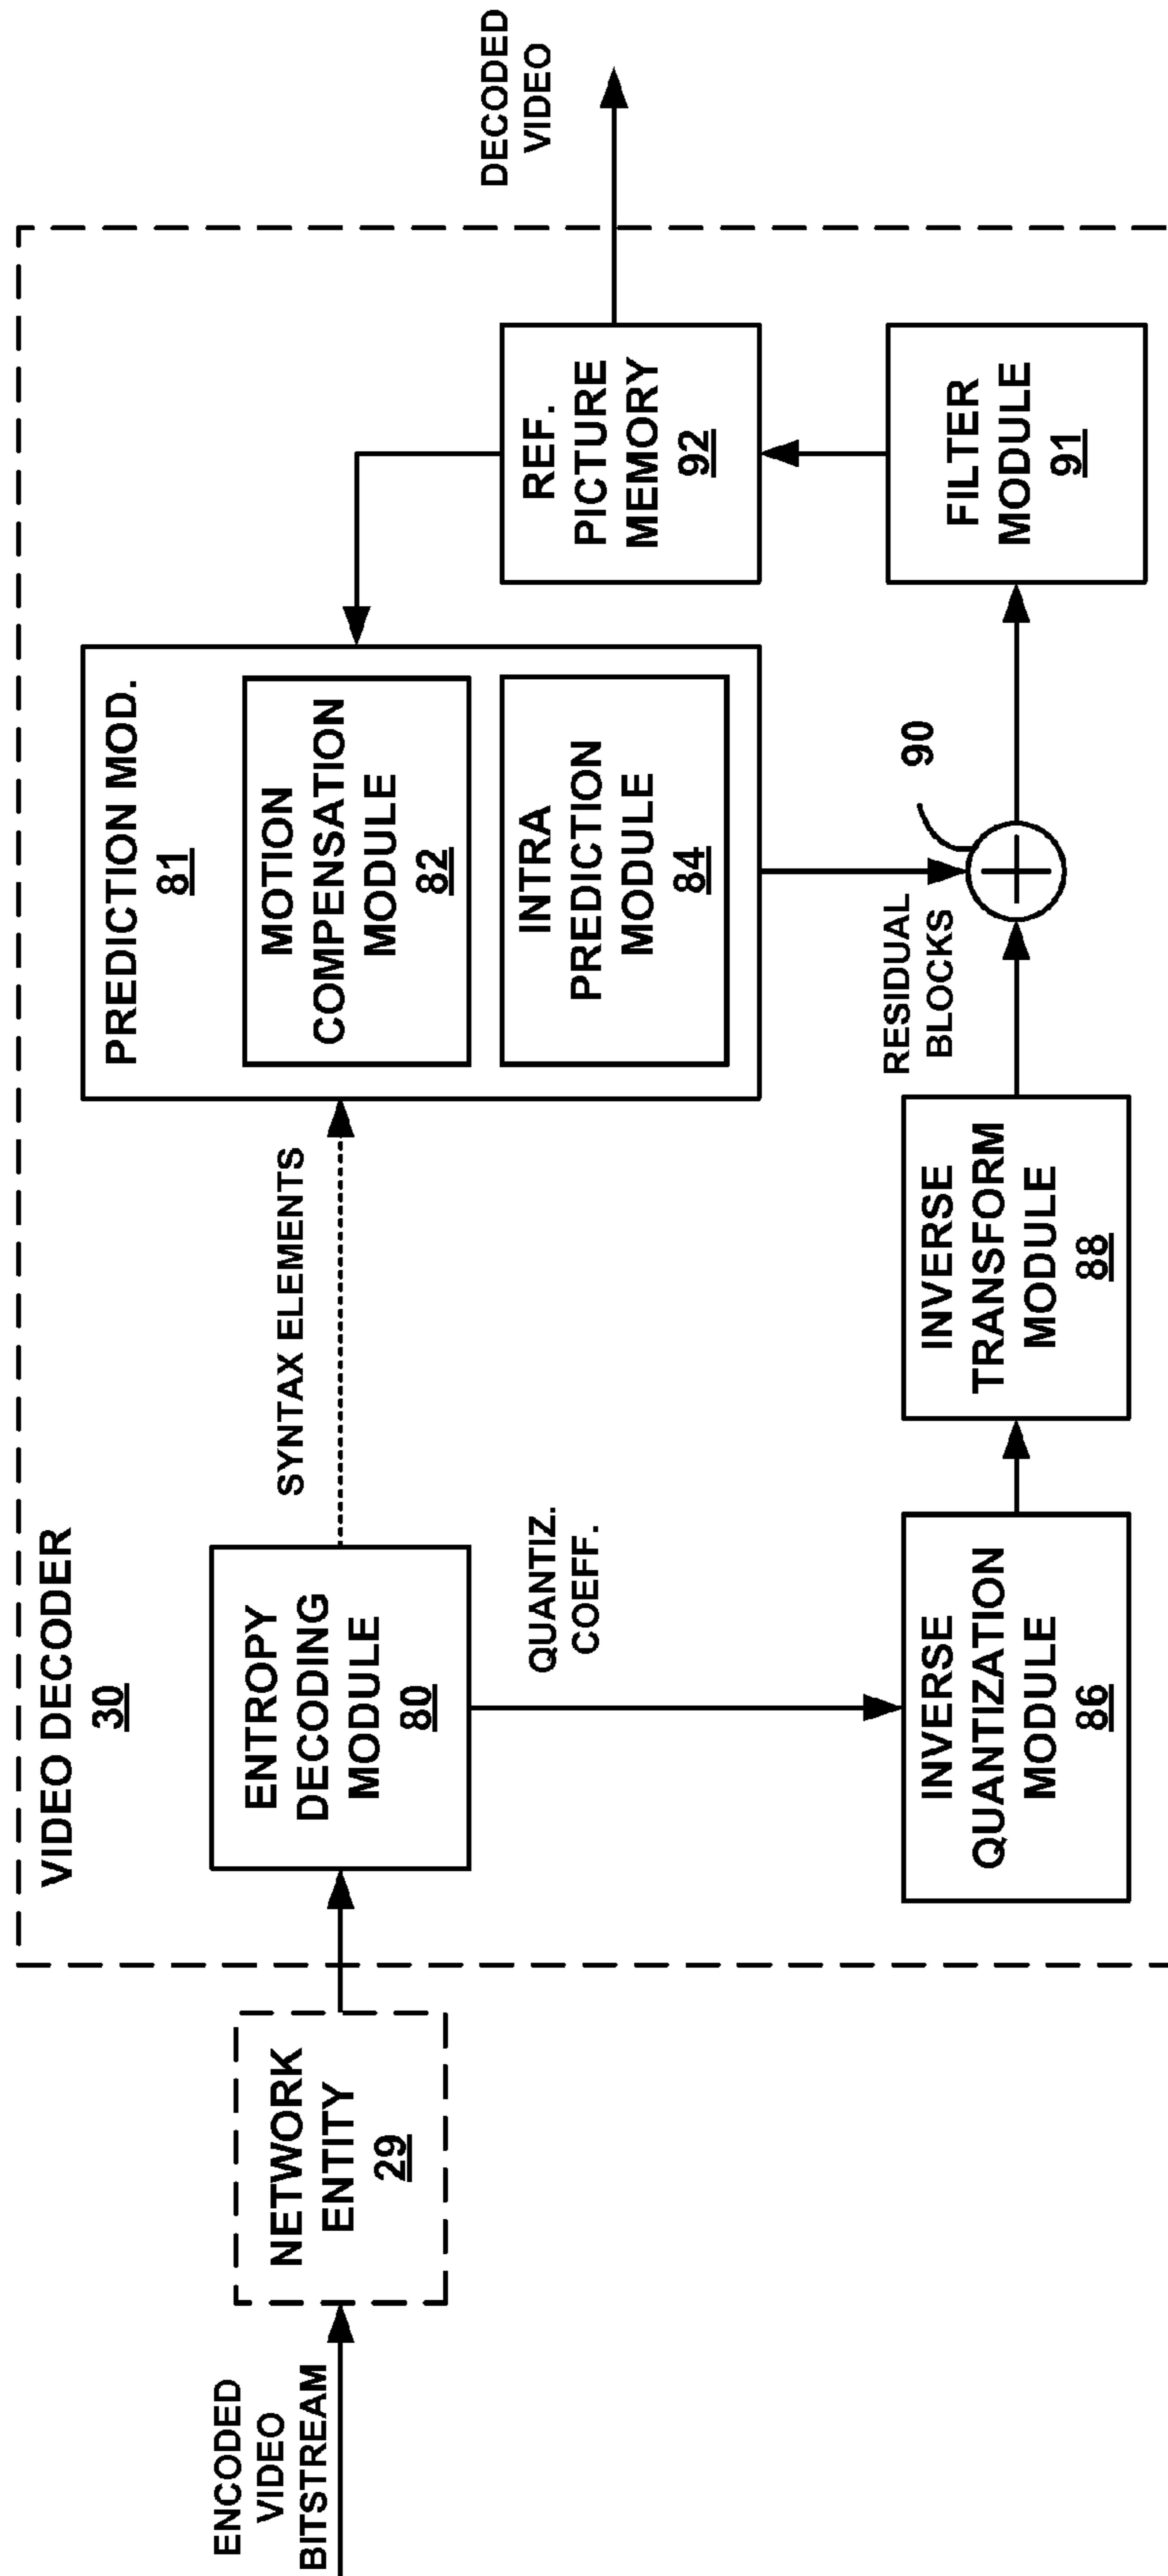 ENCODED
VIDEO
BITSTREAM
NETWORK
ENTITY
29
VIDEO DECODER
30
ENTROPY
DECODING
MODULE
80
SYNTAX ELEMENTS
QUANTIZ.
COEFF.
PREDICTION MOD.
81
MOTION
COMPENSATION
MODULE
82
INTRA
PREDICTION
MODULE
84
INVERSE
QUANTIZATION
MODULE
86
INVERSE
TRANSFORM
MODULE
88
RESIDUAL
BLOCKS
90
FILTER
MODULE
91
REF.
PICTURE
MEMORY
92
DECODED
VIDEO